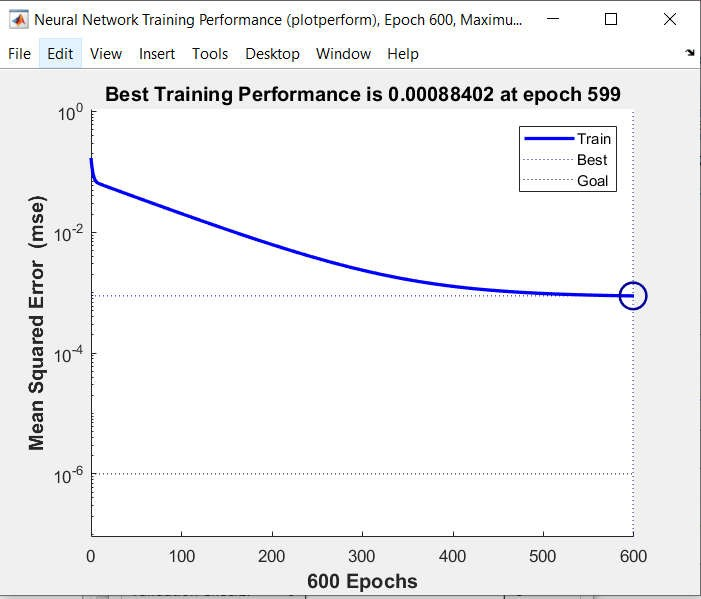 Neural Network Training Performance (plotperform), Epoch 600, Maximu...
File Edit View Insert Tools Desktop Window Help
Best Training Performance is 0.00088402 at epoch 599
10^0
Train
Best
Goal
10^-2
Mean Squared Error (mse)
10^-4
10^-6
0 100 200 300 400 500 600
600 Epochs